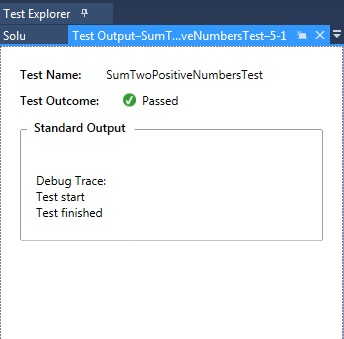 Test Explorer
Solu
Test Output–SumT...veNumbersTest–5-1
Test Name: SumTwoPositiveNumbersTest
Test Outcome: Passed
Standard Output
Debug Trace:
Test start
Test finished